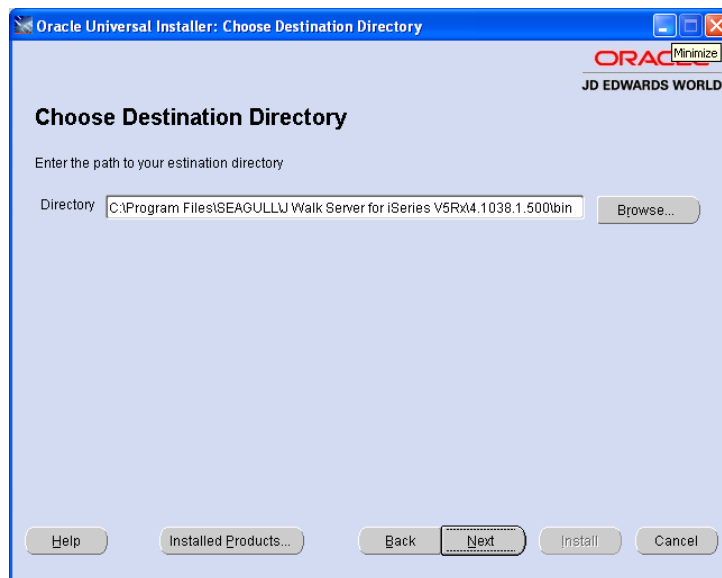 Oracle Universal Installer: Choose Destination Directory
Minimize
ORACLE
JD EDWARDS WORLD
Choose Destination Directory
Enter the path to your estination directory
Directory C:\Program Files\SEAGULL\J Walk Server for iSeries V5Rx\4.1038.1.500\bin Browse...
Help Installed Products... Back Next Install Cancel